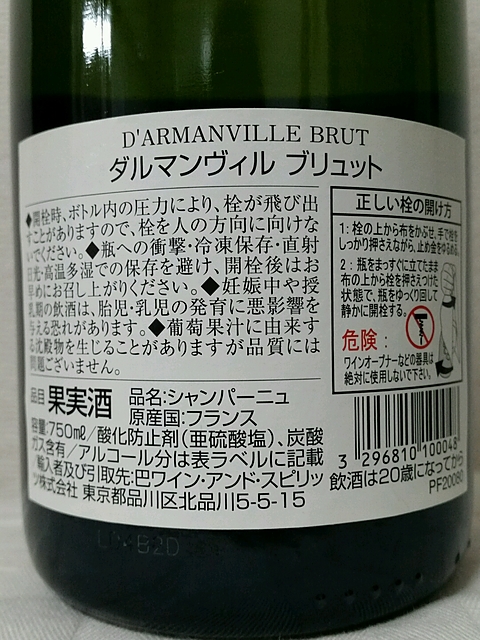 D'ARMANVILLE BRUT
ダルマンヴィル ブリュット
◆開栓時、ボトル内の圧力により、栓が飛び出
すことがありますので、栓を人の方向に向けな
いでください。◆瓶への衝撃・冷凍保存・直射
日光・高温多湿での保存を避け、開栓後はお
早めにお召し上がりください。◆妊娠中や授
乳期の飲酒は、胎児・乳児の発育に悪影響を
与える恐れがあります。◆葡萄果汁に由来す
る沈殿物を生じることがありますが品質には
問題ございません。
正しい栓の開け方
1：栓の上から布をかぶせ、手で栓を
しっかり押さえながら、止め金をゆるめる。
2：瓶をまっすぐに立てたまま
布の上から栓を押さえつけた
状態で、瓶をゆっくり回して
静かに開栓する。
危険：
ワインオープナーなどの器具は
絶対に使用しないで下さい。
品目 果実酒 品名：シャンパーニュ
原産国：フランス
容量：750mℓ／酸化防止剤（亜硫酸塩）、炭酸
ガス含有／アルコール分は表ラベルに記載
／輸入者及び引取先：巴ワイン・アンド・スピリッ
ツ株式会社 東京都品川区北品川5-5-15
3 296810 100048
飲酒は20歳になってから